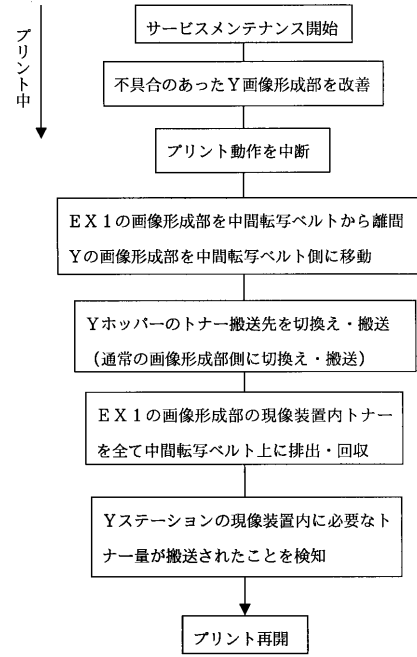 プリント中
サービスメンテナンス開始
不具合のあったＹ画像形成部を改善
プリント動作を中断
ＥＸ１の画像形成部を中間転写ベルトから離間
Ｙの画像形成部を中間転写ベルト側に移動
Ｙホッパーのトナー搬送先を切換え・搬送
（通常の画像形成部側に切換え・搬送）
ＥＸ１の画像形成部の現像装置内トナー
を全て中間転写ベルト上に排出・回収
Ｙステーションの現像装置内に必要なト
ナー量が搬送されたことを検知
プリント再開